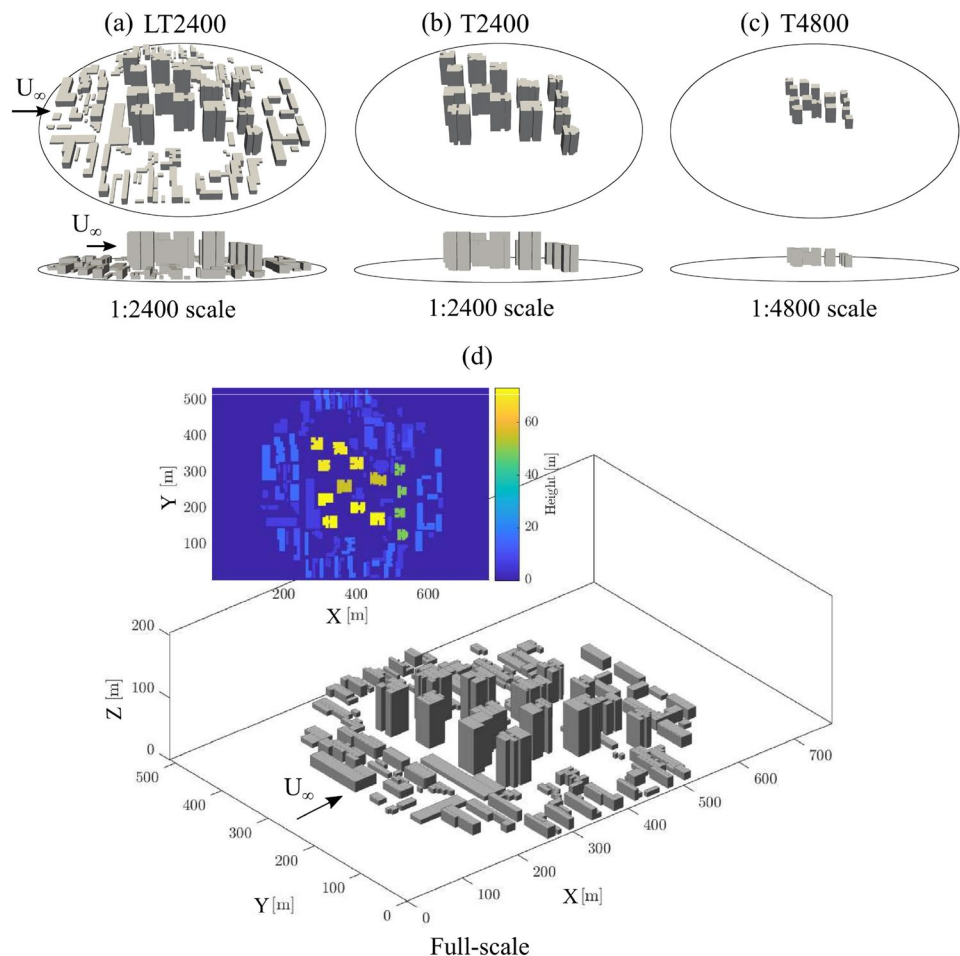 (a) LT2400
(b) T2400
(c) T4800
U∞
U∞
1:2400 scale
1:2400 scale
1:4800 scale
(d)
500
400
300
200
100
Y [m]
200
400
600
X [m]
60
40
20
0
Height [m]
200
100
0
Z [m]
500
400
300
200
100
0
Y [m]
U∞
0
100
200
300
400
500
600
700
X [m]
Full-scale